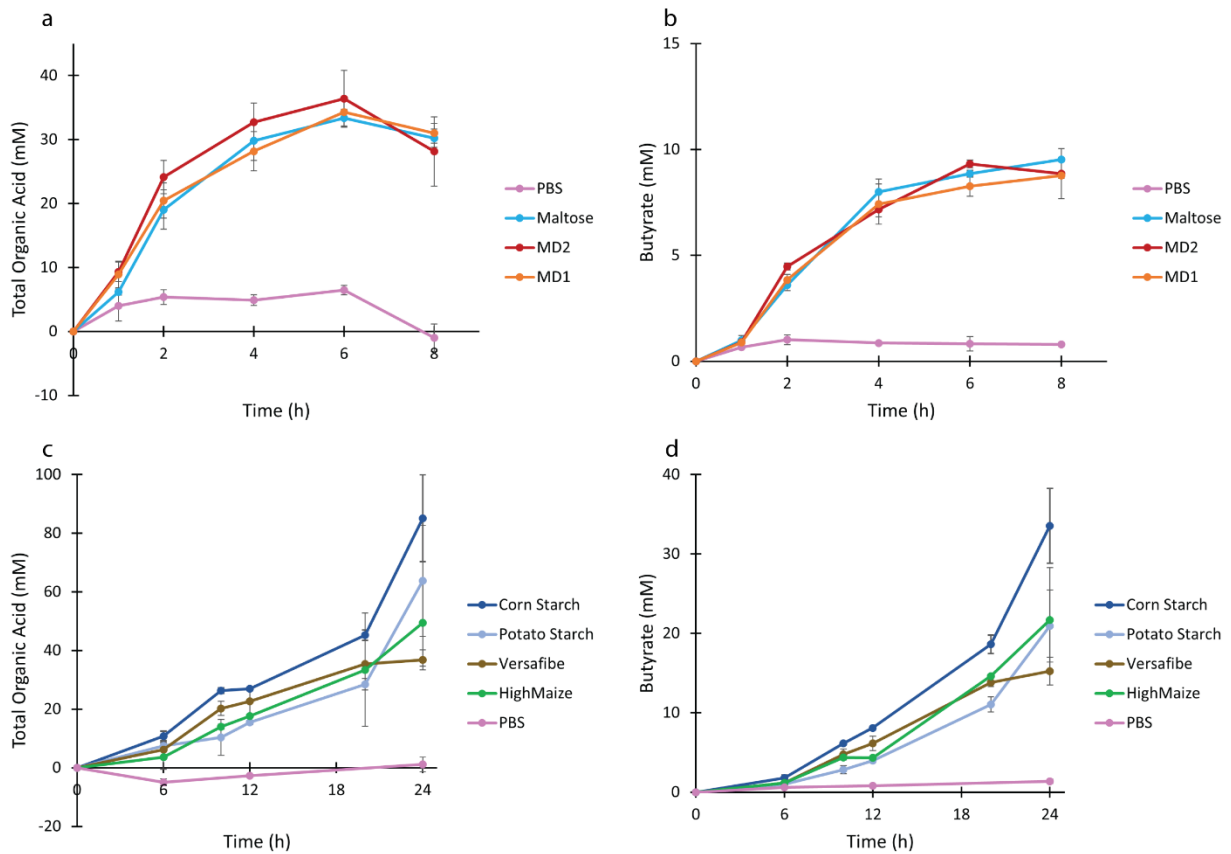 a
Total Organic Acid (mM)
40
30
20
10
0
-10
0
2
4
6
8
Time (h)
PBS
Maltose
MD2
MD1
b
Butyrate (mM)
15
10
5
0
0
2
4
6
8
Time (h)
PBS
Maltose
MD2
MD1
c
Total Organic Acid (mM)
100
80
60
40
20
0
-20
0
6
12
18
24
Time (h)
Corn Starch
Potato Starch
Versafibe
HighMaize
PBS
d
Butyrate (mM)
40
30
20
10
0
0
6
12
18
24
Time (h)
Corn Starch
Potato Starch
Versafibe
HighMaize
PBS